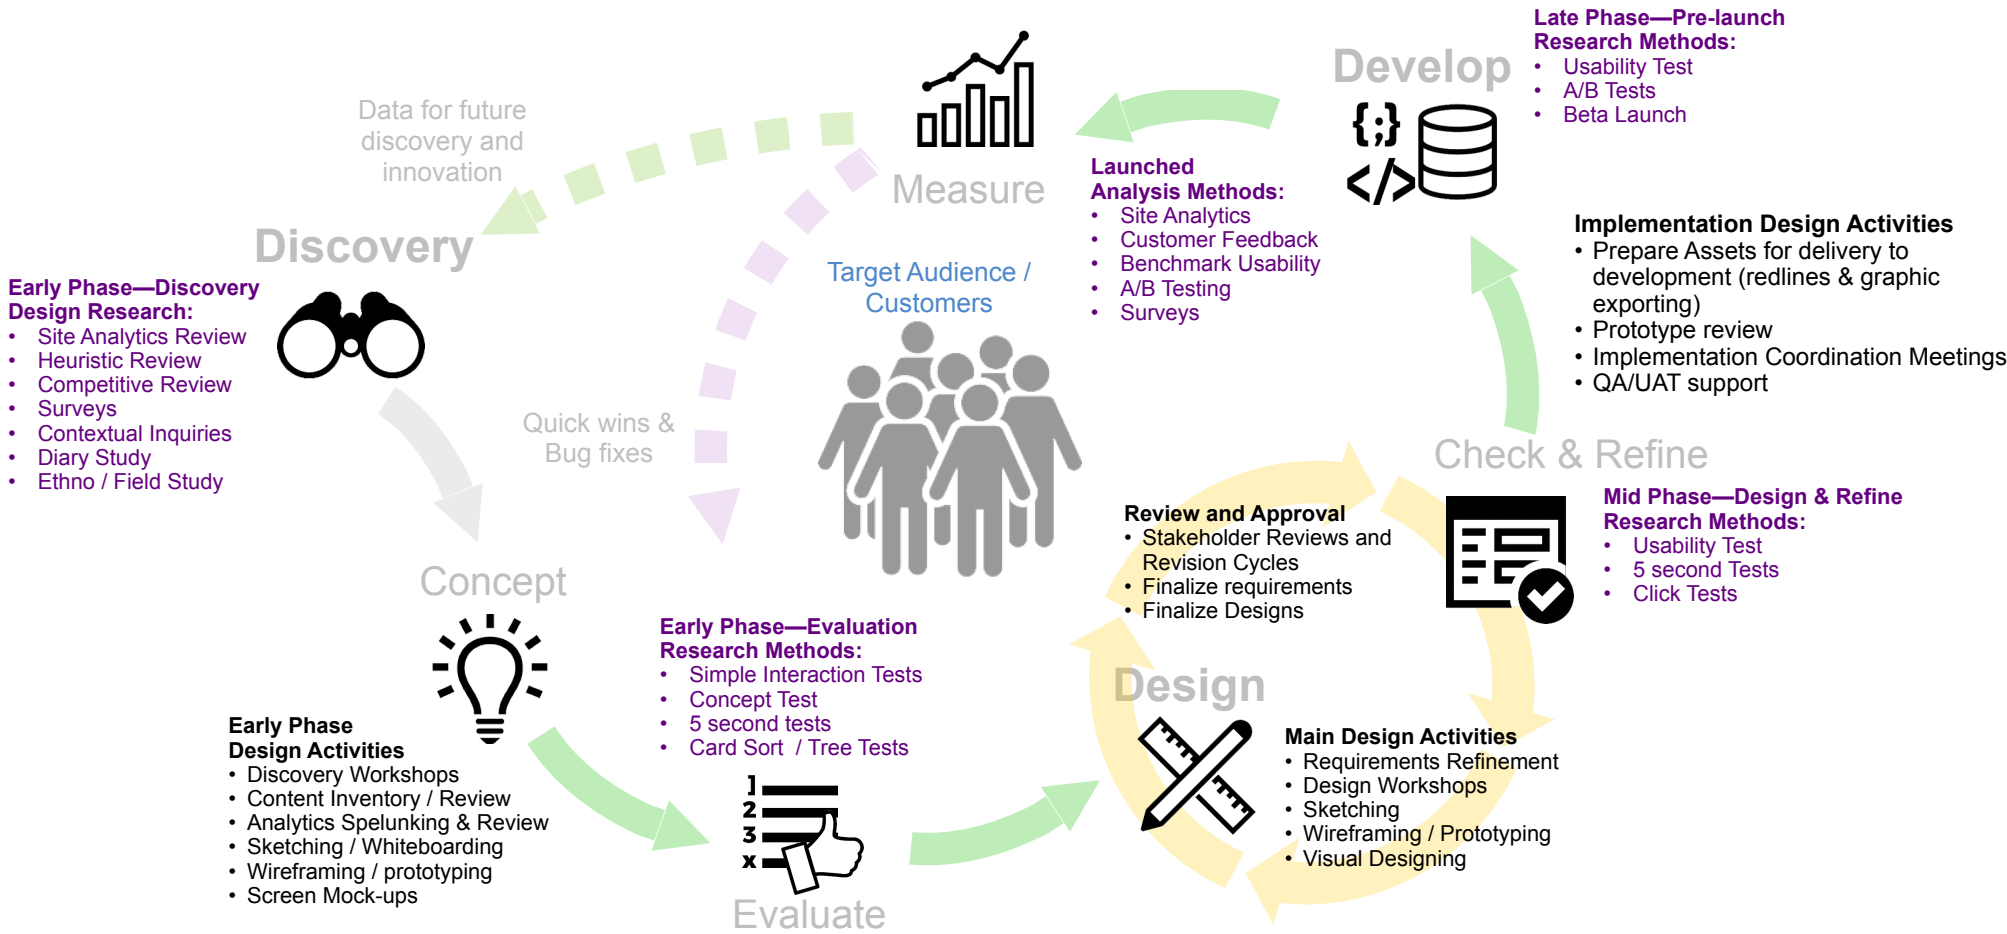 Late Phase—Pre-launch
Research Methods:
• Usability Test
• A/B Tests
• Beta Launch
Develop
{;}
</>
Data for future
discovery and
innovation
Measure
Launched
Analysis Methods:
• Site Analytics
• Customer Feedback
• Benchmark Usability
• A/B Testing
• Surveys
Implementation Design Activities
• Prepare Assets for delivery to
development (redlines & graphic
exporting)
• Prototype review
• Implementation Coordination Meetings
• QA/UAT support
Discovery
Early Phase—Discovery
Design Research:
• Site Analytics Review
• Heuristic Review
• Competitive Review
• Surveys
• Contextual Inquiries
• Diary Study
• Ethno / Field Study
Target Audience /
Customers
Quick wins &
Bug fixes
Check & Refine
Mid Phase—Design & Refine
Research Methods:
• Usability Test
• 5 second Tests
• Click Tests
Review and Approval
• Stakeholder Reviews and
Revision Cycles
• Finalize requirements
• Finalize Designs
Concept
Early Phase
Design Activities
• Discovery Workshops
• Content Inventory / Review
• Analytics Spelunking & Review
• Sketching / Whiteboarding
• Wireframing / prototyping
• Screen Mock-ups
Early Phase—Evaluation
Research Methods:
• Simple Interaction Tests
• Concept Test
• 5 second tests
• Card Sort / Tree Tests
1
2
3
x
Evaluate
Design
Main Design Activities
• Requirements Refinement
• Design Workshops
• Sketching
• Wireframing / Prototyping
• Visual Designing